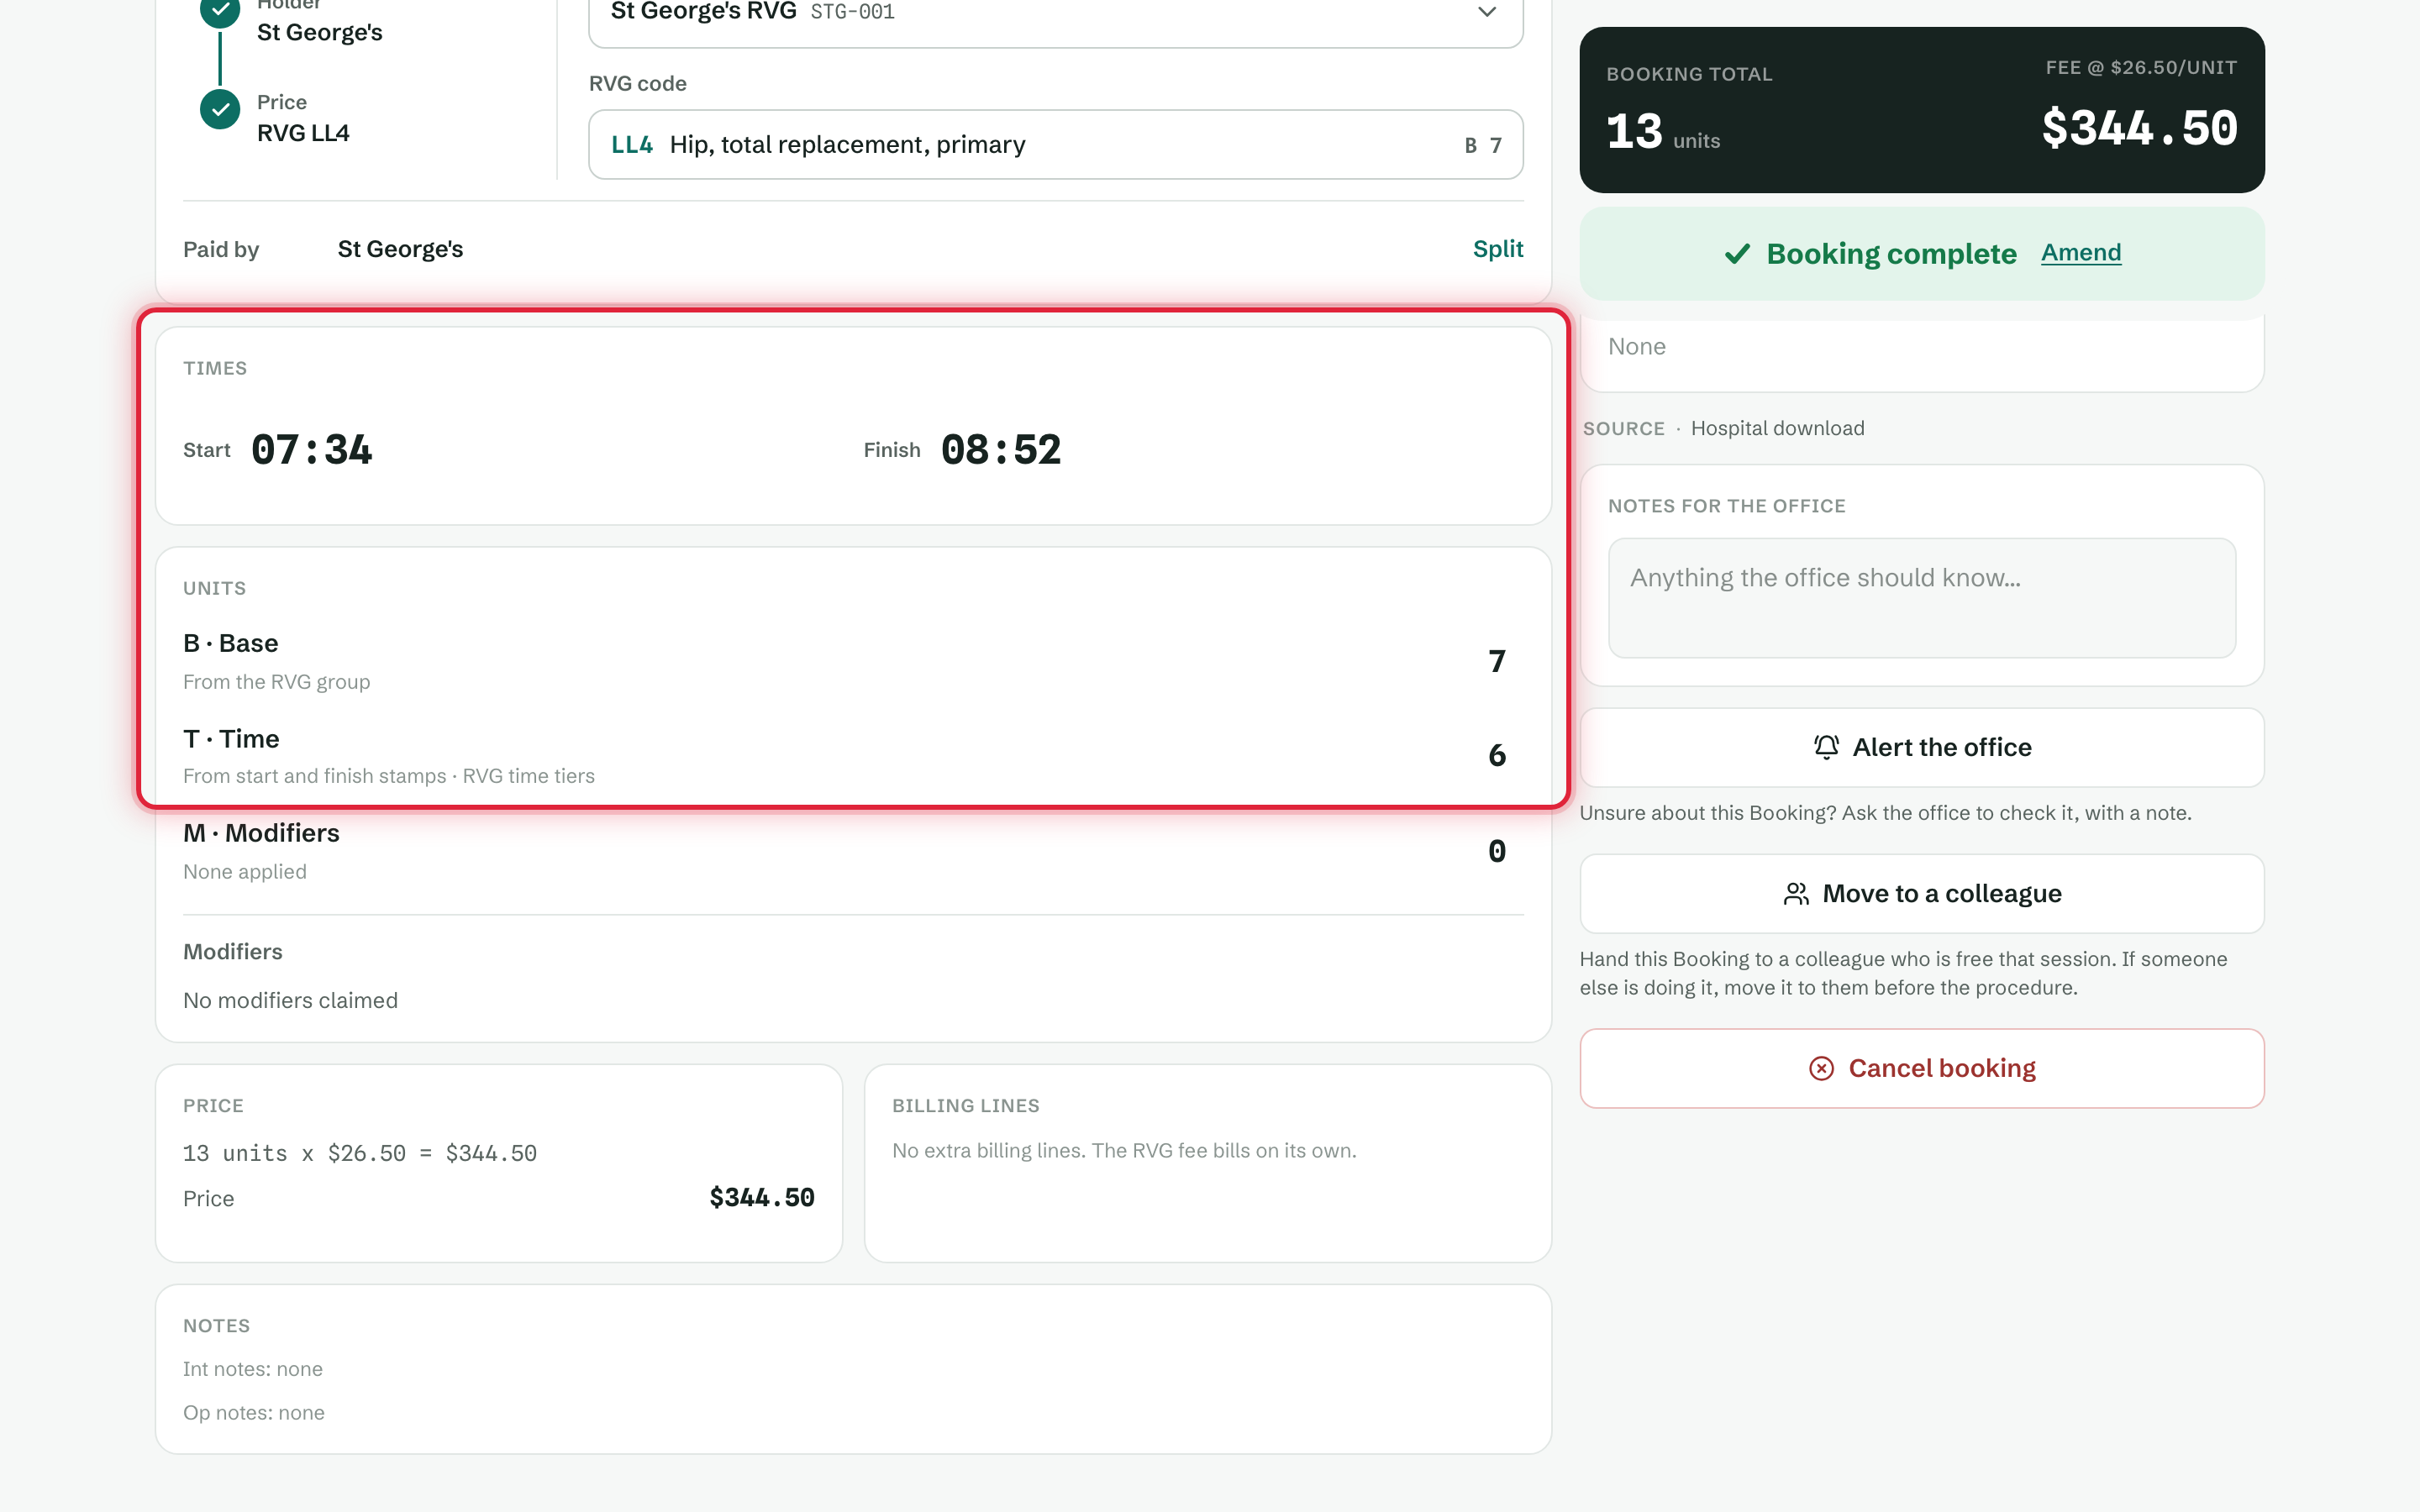 Holder
St George's
Price
RVG LL4
St George's RVG STG-001
RVG code
LL4 Hip, total replacement, primary B 7
Paid by St George's Split
TIMES
Start 07:34 Finish 08:52
UNITS
B · Base
From the RVG group
7
T · Time
From start and finish stamps · RVG time tiers
6
M · Modifiers
None applied
0
Modifiers
No modifiers claimed
PRICE
13 units x $26.50 = $344.50
Price $344.50
BILLING LINES
No extra billing lines. The RVG fee bills on its own.
NOTES
Int notes: none
Op notes: none
BOOKING TOTAL
13 units
FEE @ $26.50/UNIT
$344.50
Booking complete Amend
None
SOURCE · Hospital download
NOTES FOR THE OFFICE
Anything the office should know...
Alert the office
Unsure about this Booking? Ask the office to check it, with a note.
Move to a colleague
Hand this Booking to a colleague who is free that session. If someone
else is doing it, move it to them before the procedure.
Cancel booking